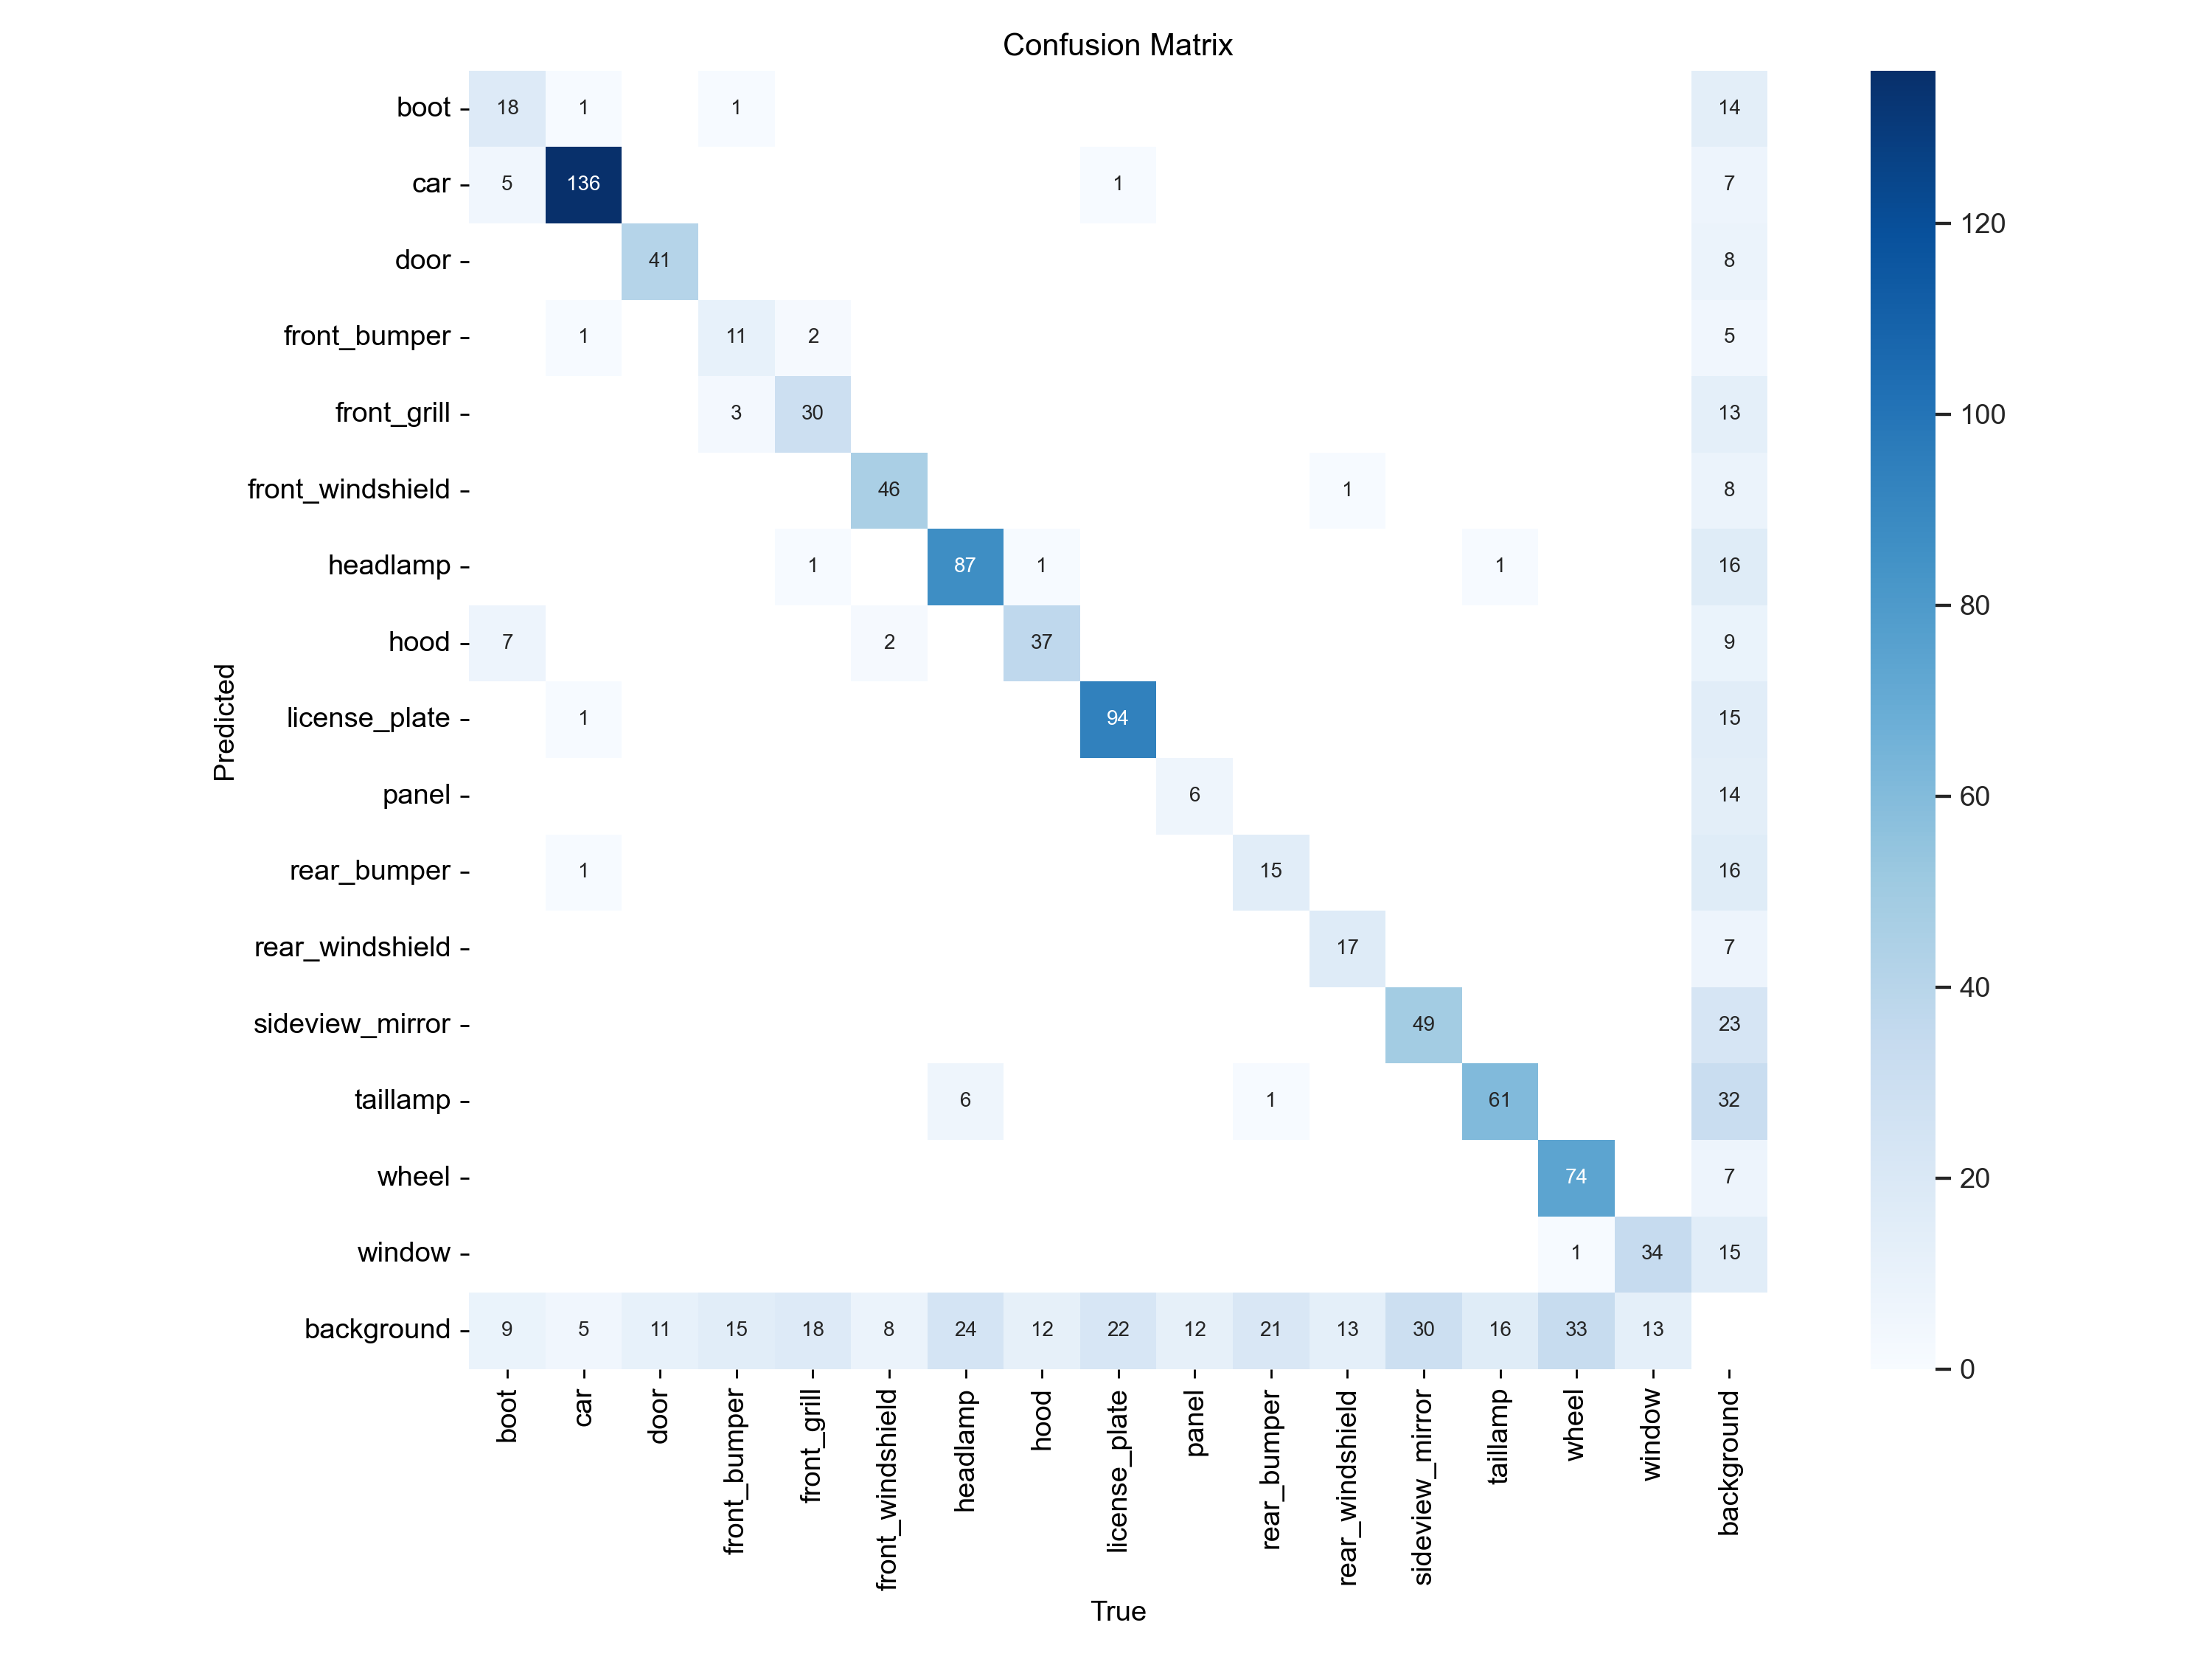 Confusion Matrix
boot 18 1 1 14
car 5 136 1 7
door 41 8
front_bumper 1 11 2 5
front_grill 3 30 13
front_windshield 46 1 8
headlamp 1 87 1 1 16
hood 7 2 37 9
license_plate 1 94 15
panel 6 14
rear_bumper 1 15 16
rear_windshield 17 7
sideview_mirror 49 23
taillamp 6 1 61 32
wheel 74 7
window 1 34 15
background 9 5 11 15 18 8 24 12 22 12 21 13 30 16 33 13
Predicted
boot
car
door
front_bumper
front_grill
front_windshield
headlamp
hood
license_plate
panel
rear_bumper
rear_windshield
sideview_mirror
taillamp
wheel
window
background
True
120
100
80
60
40
20
0